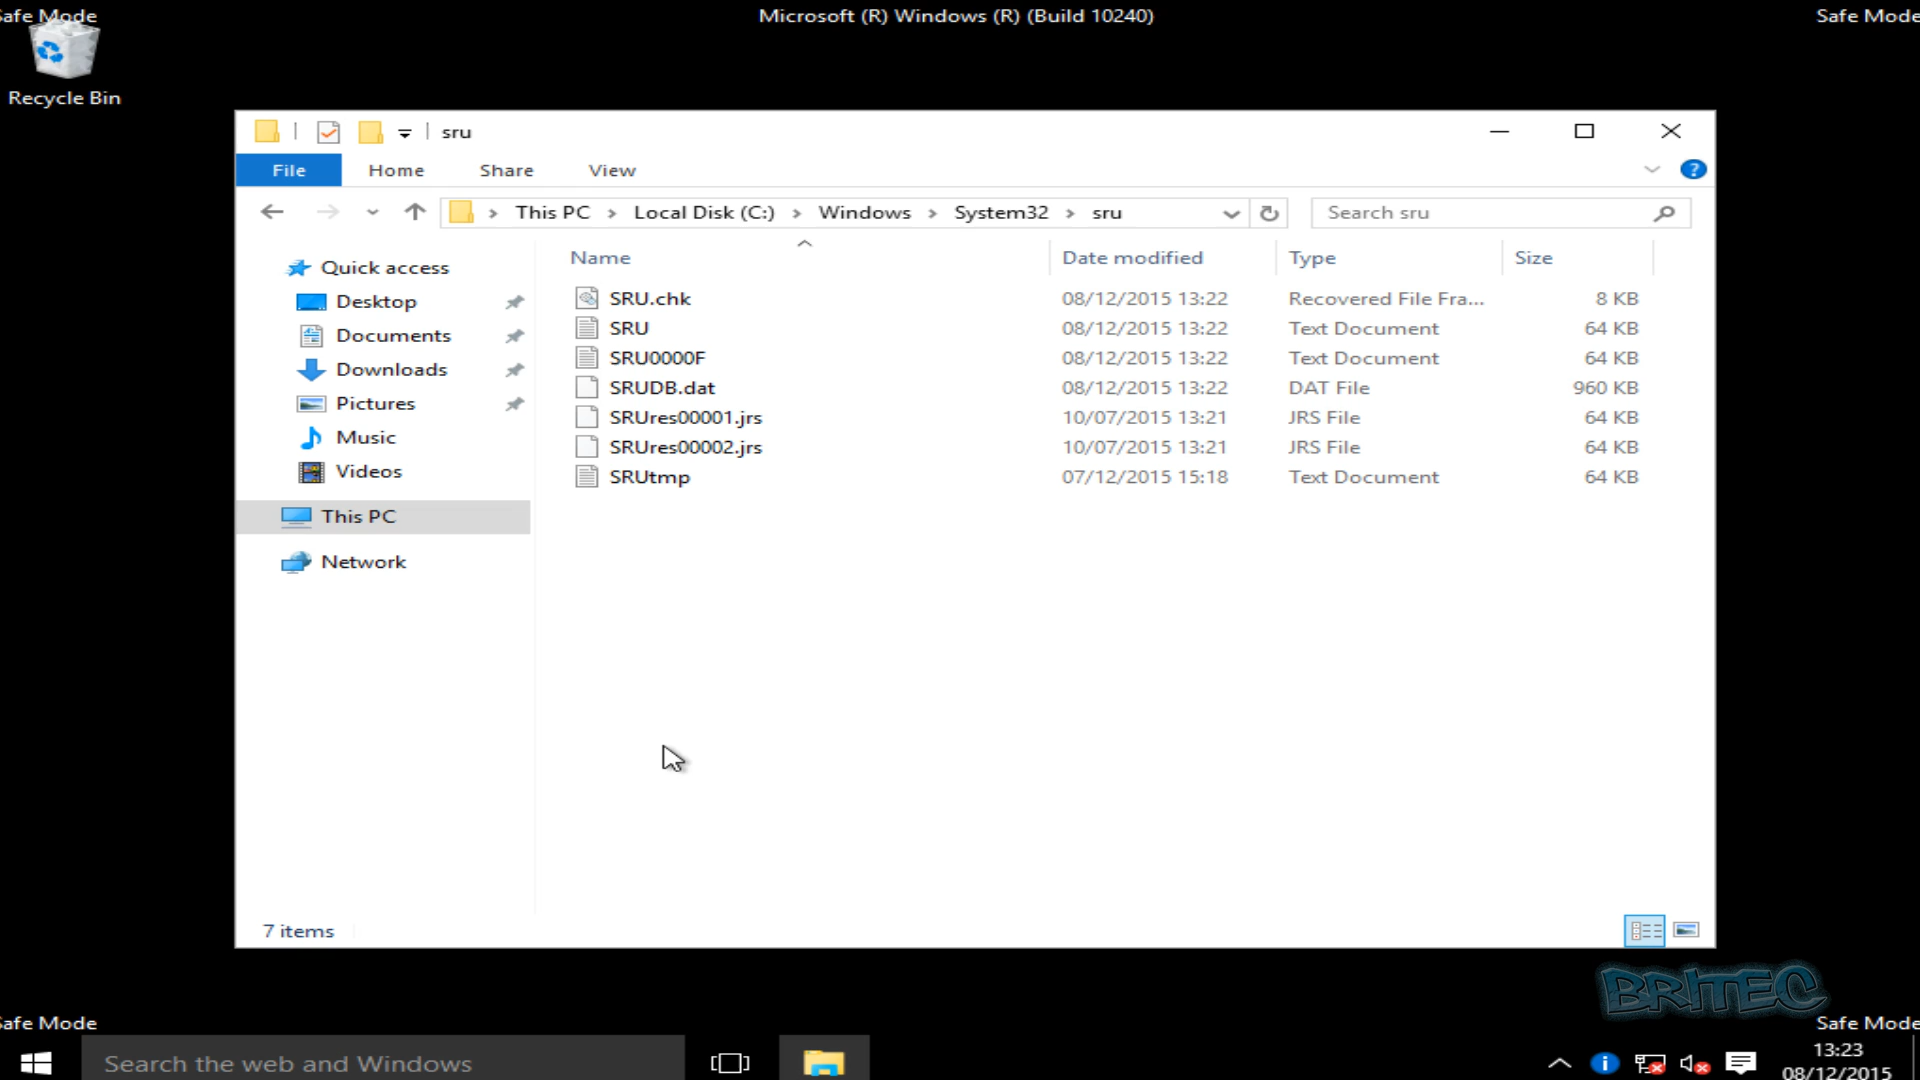 Safe Mode
Microsoft (R) Windows (R) (Build 10240)
Safe Mode
Recycle Bin
sru
File Home Share View
This PC Local Disk (C:) Windows System32 sru
Search sru
Name Date modified Type Size
Quick access
Desktop
Documents
Downloads
Pictures
Music
Videos
This PC
Network
SRU.chk 08/12/2015 13:22 Recovered File Fra... 8 KB
SRU 08/12/2015 13:22 Text Document 64 KB
SRU0000F 08/12/2015 13:22 Text Document 64 KB
SRUDB.dat 08/12/2015 13:22 DAT File 960 KB
SRUres00001.jrs 10/07/2015 13:21 JRS File 64 KB
SRUres00002.jrs 10/07/2015 13:21 JRS File 64 KB
SRUtmp 07/12/2015 15:18 Text Document 64 KB
7 items
BRITEC
Safe Mode
Safe Mode
Search the web and Windows
13:23
08/12/2015